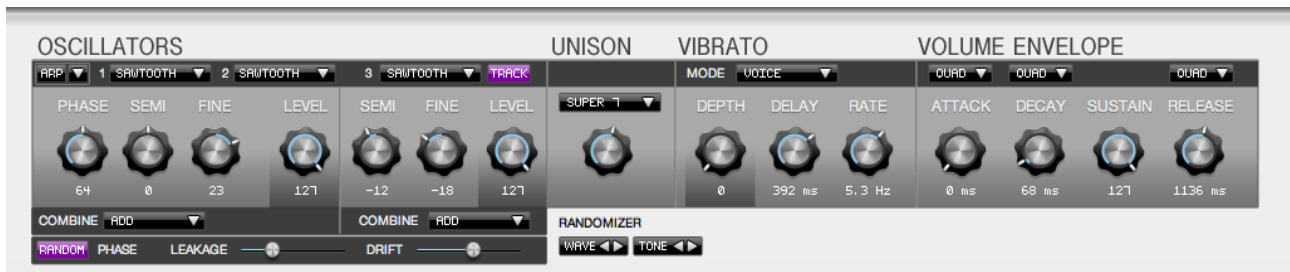 OSCILLATORS UNISON VIBRATO VOLUME ENVELOPE
ARP 1 SAWTOOTH 2 SAWTOOTH 3 SAWTOOTH TRACK MODE VOICE QUAD QUAD QUAD
PHASE SEMI FINE LEVEL SEMI FINE LEVEL SUPER 7 DEPTH DELAY RATE ATTACK DECAY SUSTAIN RELEASE
64 0 23 127 -12 -18 127 0 392 ms 5.3 Hz 0 ms 68 ms 127 1136 ms
COMBINE ADD COMBINE ADD RANDOMIZER
RANDOM PHASE LEAKAGE DRIFT WAVE TONE